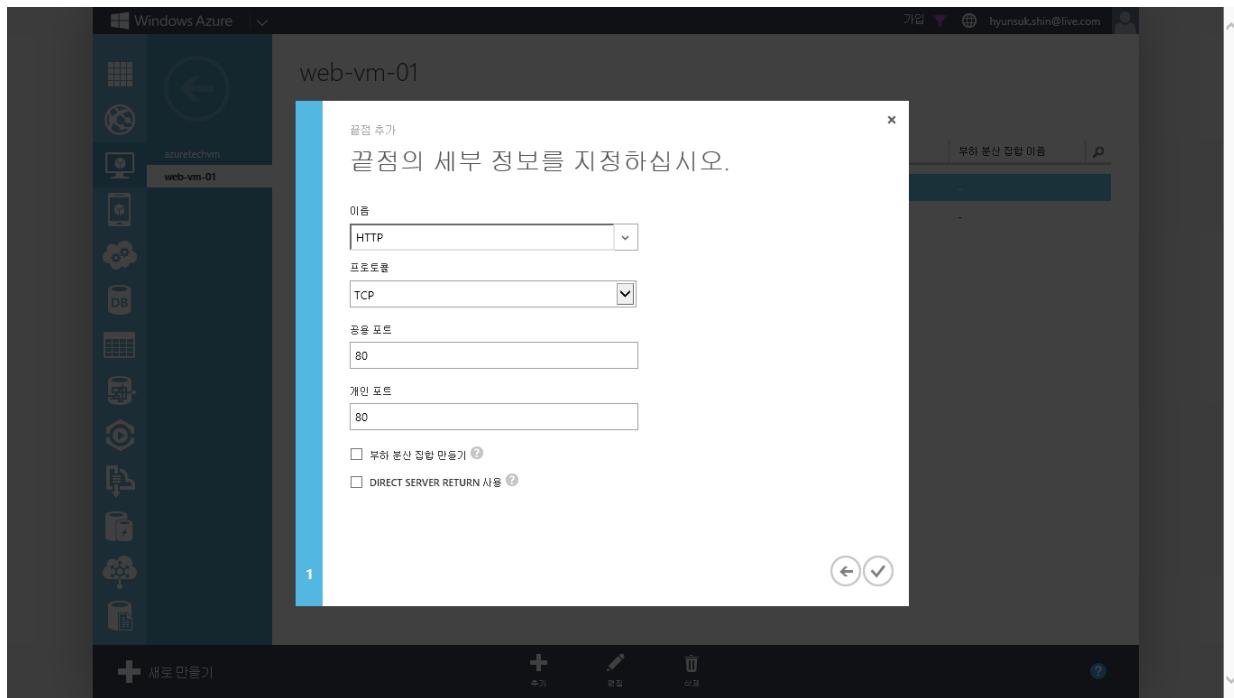 Windows Azure
가입
hyunsuk.shin@live.com
web-vm-01
azuretechvm
web-vm-01
부하 분산 집합 이름
-
-
끝점 추가
끝점의 세부 정보를 지정하십시오.
이름
HTTP
프로토콜
TCP
공용 포트
80
개인 포트
80
부하 분산 집합 만들기 ?
DIRECT SERVER RETURN 사용 ?
1
DB
새로 만들기
추가
편집
삭제
?